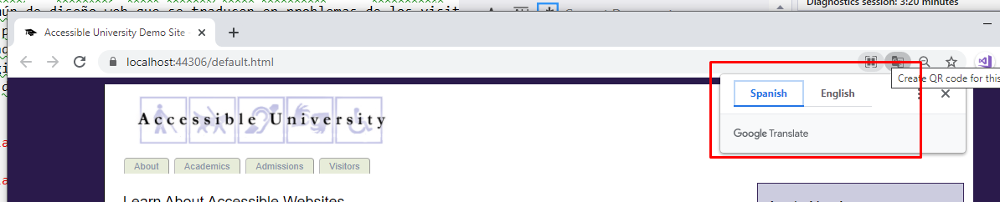 ún de diseño web que se traducen en problemas de los visit
Diagnostics session: 3:20 minutes
Accessible University Demo Site -
localhost:44306/default.html
Create QR code for this
Spanish English
Google Translate
Accessible University
About Academics Admissions Visitors
Learn About Accessible Websites